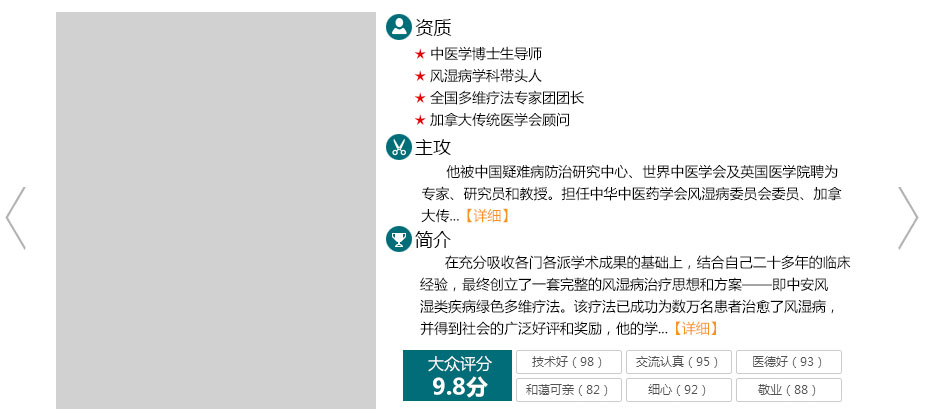 资质
★ 中医学博士生导师
★ 风湿病学科带头人
★ 全国多维疗法专家团团长
★ 加拿大传统医学会顾问
主攻
他被中国疑难病防治研究中心、世界中医学会及英国医学院聘为
专家、研究员和教授。担任中华中医药学会风湿病委员会委员、加拿
大传...【详细】
简介
在充分吸收各门各派学术成果的基础上，结合自己二十多年的临床
经验，最终创立了一套完整的风湿病治疗思想和方案——即中安风
湿类疾病绿色多维疗法。该疗法已成功为数万名患者治愈了风湿病，
并得到社会的广泛好评和奖励，他的学...【详细】
大众评分
9.8分
技术好（98）
交流认真（95）
医德好（93）
和蔼可亲（82）
细心（92）
敬业（88）